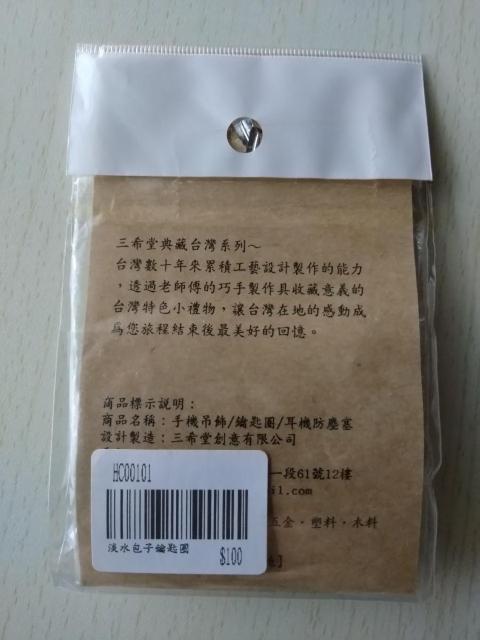 三希堂典藏台灣系列～
台灣數十年來累積工藝設計製作的能力
，透過老師傅的巧手製作具收藏意義的
台灣特色小禮物，讓台灣在地的感動成
為您旅程結束後最美好的回憶。
商品標示說明：
商品名稱：手機吊飾/鑰匙圈/耳機防塵塞
設計製造：三希堂創意有限公司
一段61號12樓
il.com
五金，塑料，木料
HC00101
淡水包子鑰匙圈
$100